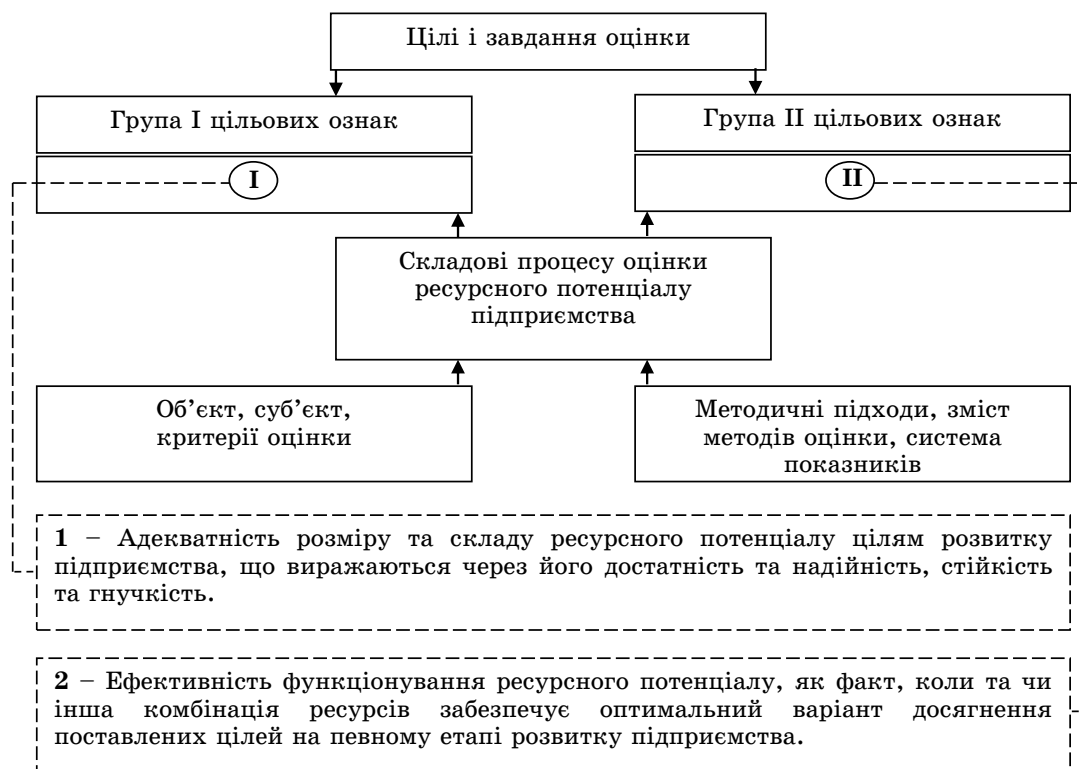 Цілі і завдання оцінки
Група І цільових ознак
Група ІІ цільових ознак
І
ІІ
Складові процесу оцінки
ресурсного потенціалу
підприємства
Об’єкт, суб’єкт,
критерії оцінки
Методичні підходи, зміст
методів оцінки, система
показників
1 – Адекватність розміру та складу ресурсного потенціалу цілям розвитку
підприємства, що виражаються через його достатність та надійність, стійкість
та гнучкість.
2 – Ефективність функціонування ресурсного потенціалу, як факт, коли та чи
інша комбінація ресурсів забезпечує оптимальний варіант досягнення
поставлених цілей на певному етапі розвитку підприємства.